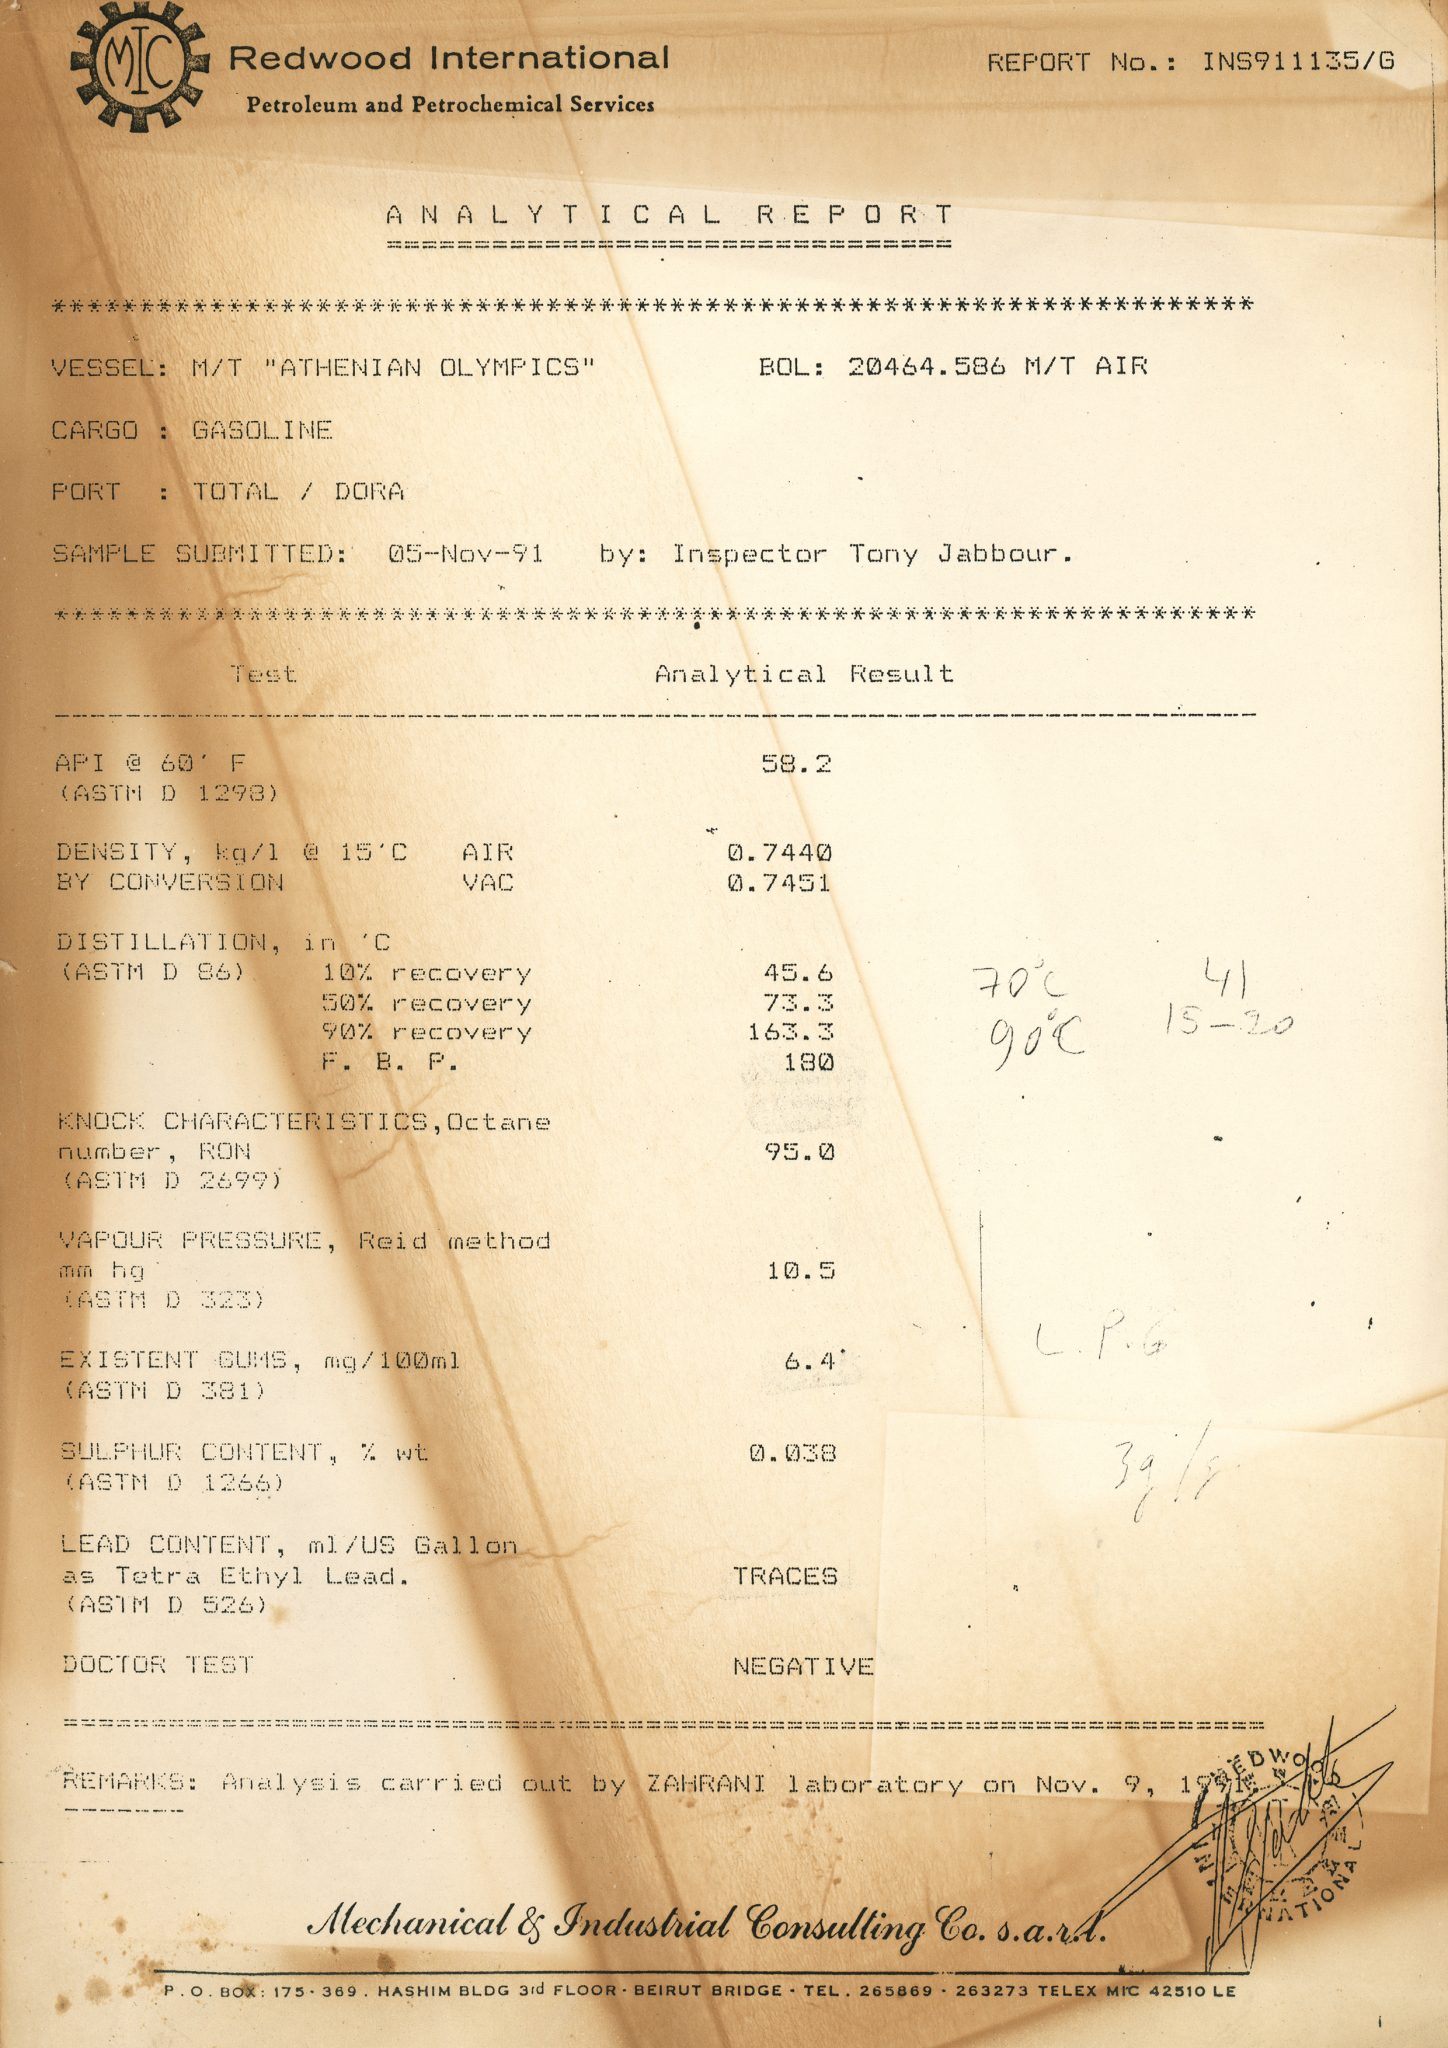 MIC
Redwood International
Petroleum and Petrochemical Services
REPORT No.: INS911135/G
ANALYTICAL REPORT
================================
*********************************************************************
VESSEL: M/T "ATHENIAN OLYMPICS" BOL: 20464.586 M/T AIR
CARGO : GASOLINE
PORT : TOTAL / DORA
SAMPLE SUBMITTED: 05-Nov-91 by: Inspector Tony Jabbour.
*********************************************************************
Test Analytical Result
---------------------------------------------------------------------
API @ 60' F 58.2
(ASTM D 1298)
DENSITY, kg/l @ 15'C AIR 0.7440
BY CONVERSION VAC 0.7451
DISTILLATION, in 'C
(ASTM D 86) 10% recovery 45.6 70°C 41
50% recovery 73.3
90% recovery 163.3 90°C 15-20
F. B. P. 180
KNOCK CHARACTERISTICS,Octane
number, RON 95.0
(ASTM D 2699)
VAPOUR PRESSURE, Reid method
mm hg 10.5
(ASTM D 323)
L.P.G
EXISTENT GUMS, mg/100ml 6.4
(ASTM D 381)
SULPHUR CONTENT, % wt 0.038
(ASTM D 1266)
LEAD CONTENT, ml/US Gallon
as Tetra Ethyl Lead. TRACES
(ASTM D 526)
DOCTOR TEST NEGATIVE
=====================================================================
REMARKS: Analysis carried out by ZAHRANI laboratory on Nov. 9, 1991.
-------
REDWOOD INTERNATIONAL
Mechanical & Industrial Consulting Co. s.a.r.l.
P.O. BOX: 175-369. HASHIM BLDG 3rd FLOOR - BEIRUT BRIDGE - TEL. 265869 - 263273 TELEX MIC 42510 LE